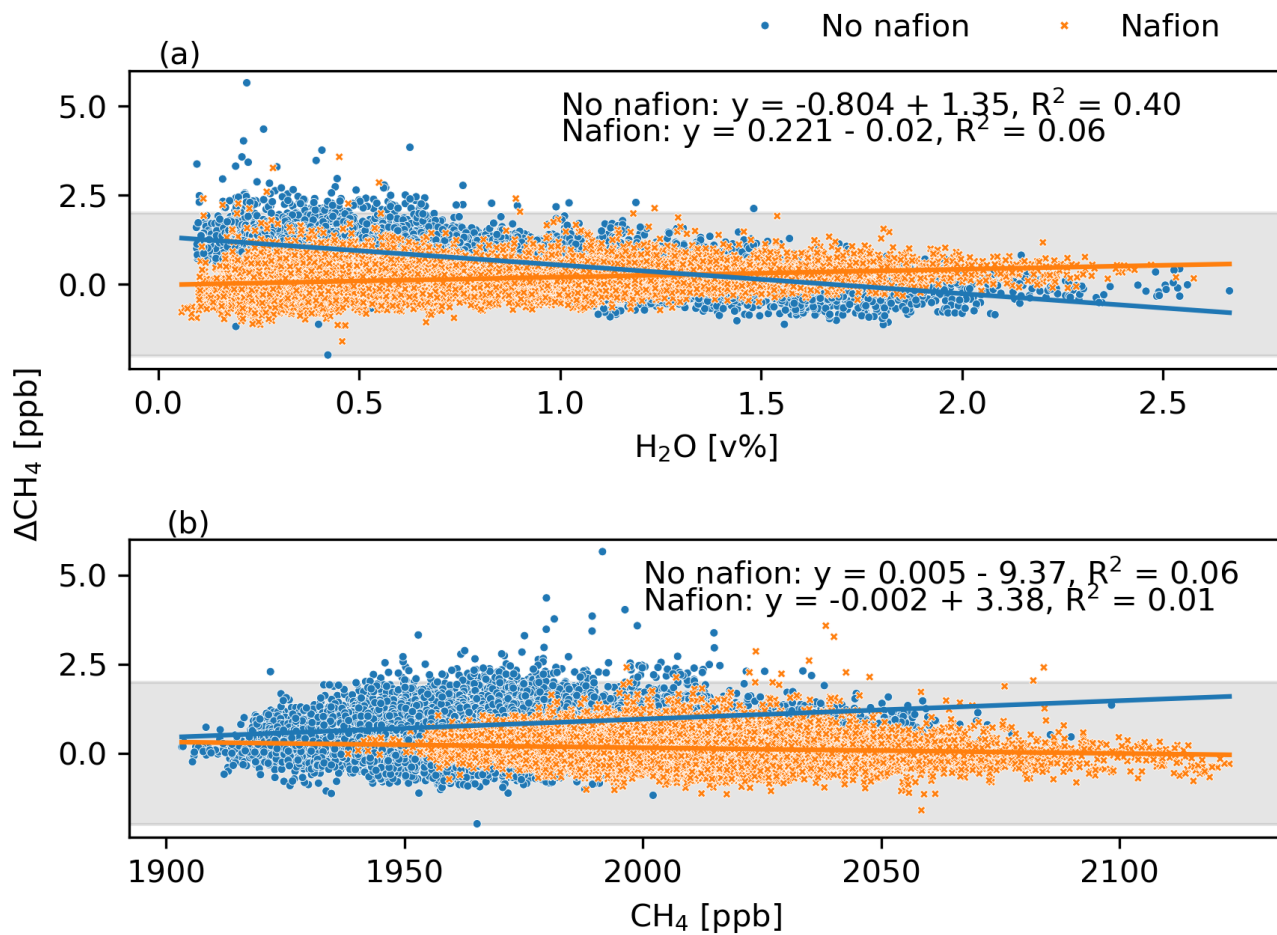 No nafion Nafion
(a)
No nafion: y = -0.804 + 1.35, R² = 0.40
Nafion: y = 0.221 - 0.02, R² = 0.06
5.0
2.5
0.0
0.0 0.5 1.0 1.5 2.0 2.5
H₂O [v%]
ΔCH₄ [ppb]
(b)
No nafion: y = 0.005 - 9.37, R² = 0.06
Nafion: y = -0.002 + 3.38, R² = 0.01
5.0
2.5
0.0
1900 1950 2000 2050 2100
CH₄ [ppb]